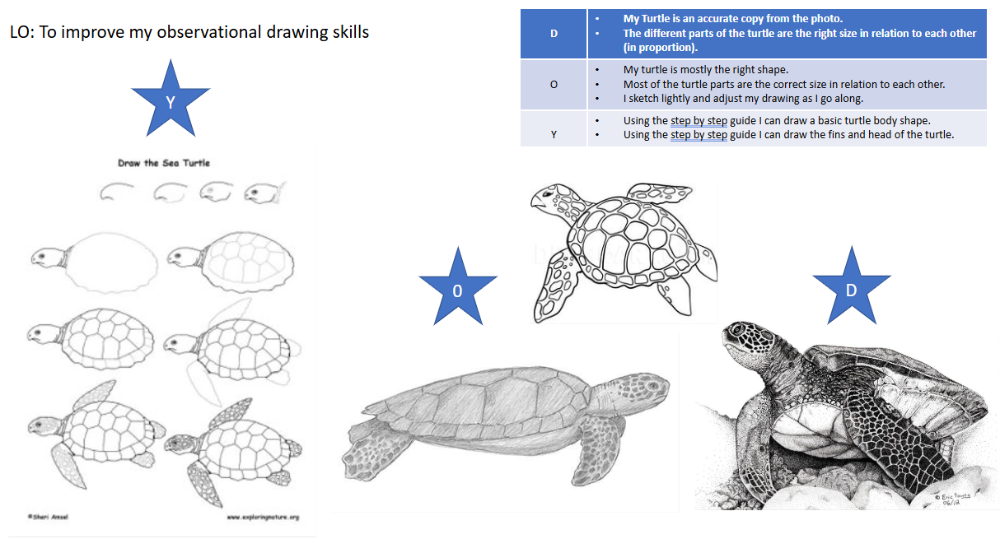 LO: To improve my observational drawing skills
D
• My Turtle is an accurate copy from the photo.
• The different parts of the turtle are the right size in relation to each other
(in proportion).
O
• My turtle is mostly the right shape.
• Most of the turtle parts are the correct size in relation to each other.
• I sketch lightly and adjust my drawing as I go along.
Y
• Using the step by step guide I can draw a basic turtle body shape.
• Using the step by step guide I can draw the fins and head of the turtle.
Y
Draw the Sea Turtle
©Sheri Amsel
www.exploringnature.org
0
D
© Eric Young
06/12